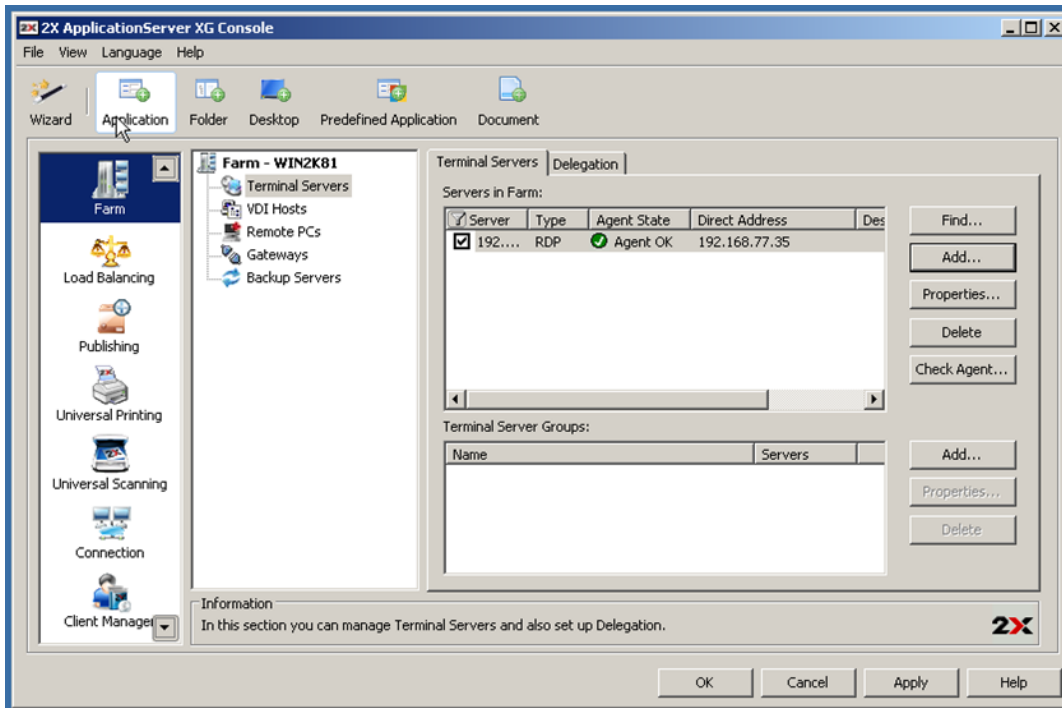 2X ApplicationServer XG Console
File View Language Help
Wizard Application Folder Desktop Predefined Application Document
Farm
Load Balancing
Publishing
Universal Printing
Universal Scanning
Connection
Client Manager
Farm - WIN2K81
Terminal Servers
VDI Hosts
Remote PCs
Gateways
Backup Servers
Terminal Servers Delegation
Servers in Farm:
Server Type Agent State Direct Address Des
192.... RDP Agent OK 192.168.77.35
Find...
Add...
Properties...
Delete
Check Agent...
Terminal Server Groups:
Name Servers
Add...
Properties...
Delete
Information
In this section you can manage Terminal Servers and also set up Delegation.
2X
OK Cancel Apply Help